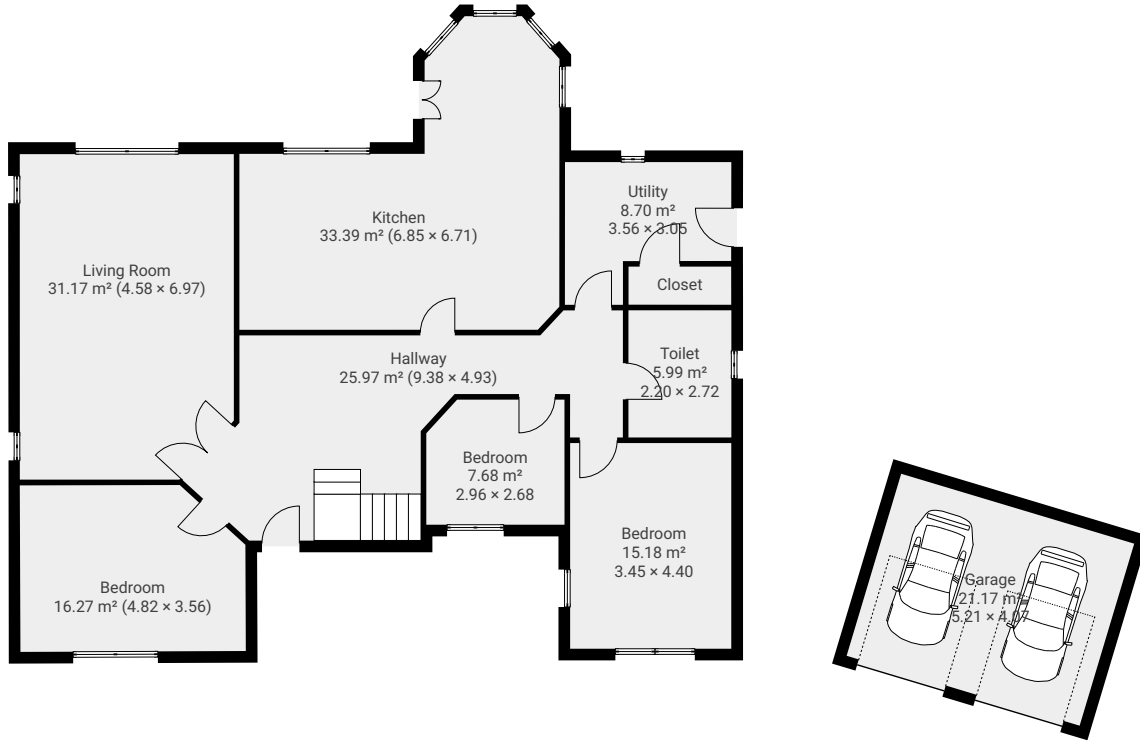 Utility
8.70 m²
3.56 × 3.05
Kitchen
33.39 m² (6.85 × 6.71)
Living Room
31.17 m² (4.58 × 6.97)
Closet
Hallway
25.97 m² (9.38 × 4.93)
Toilet
5.99 m²
2.20 × 2.72
Bedroom
7.68 m²
2.96 × 2.68
Bedroom
15.18 m²
3.45 × 4.40
Bedroom
16.27 m² (4.82 × 3.56)
Garage
21.17 m²
5.21 × 4.07